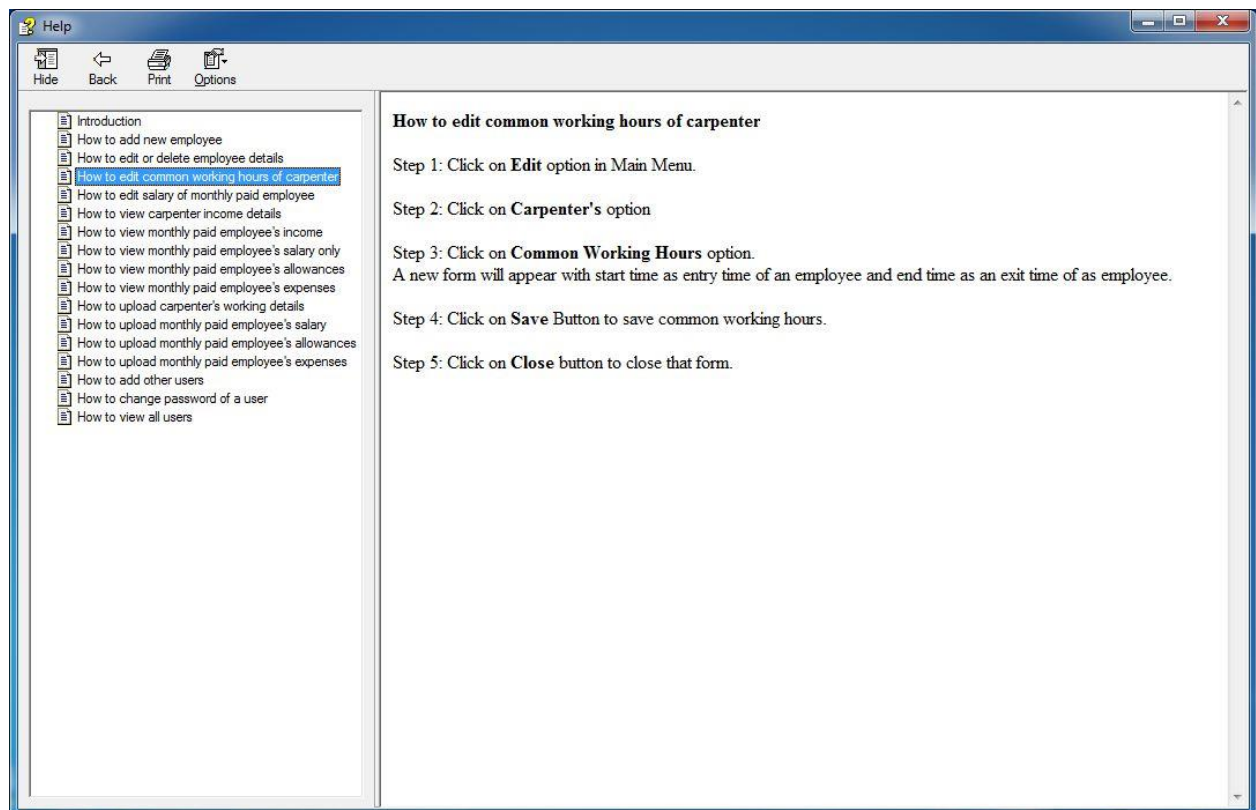 Help
Hide Back Print Options
Introduction
How to add new employee
How to edit or delete employee details
How to edit common working hours of carpenter
How to edit salary of monthly paid employee
How to view carpenter income details
How to view monthly paid employee's income
How to view monthly paid employee's salary only
How to view monthly paid employee's allowances
How to view monthly paid employee's expenses
How to upload carpenter's working details
How to upload monthly paid employee's salary
How to upload monthly paid employee's allowances
How to upload monthly paid employee's expenses
How to add other users
How to change password of a user
How to view all users
How to edit common working hours of carpenter
Step 1: Click on Edit option in Main Menu.
Step 2: Click on Carpenter's option
Step 3: Click on Common Working Hours option.
A new form will appear with start time as entry time of an employee and end time as an exit time of as employee.
Step 4: Click on Save Button to save common working hours.
Step 5: Click on Close button to close that form.